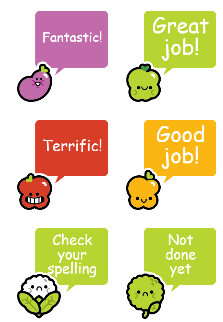 Fantastic!
Great
job!
Terrific!
Good
job!
Check
your
spelling
Not
done
yet